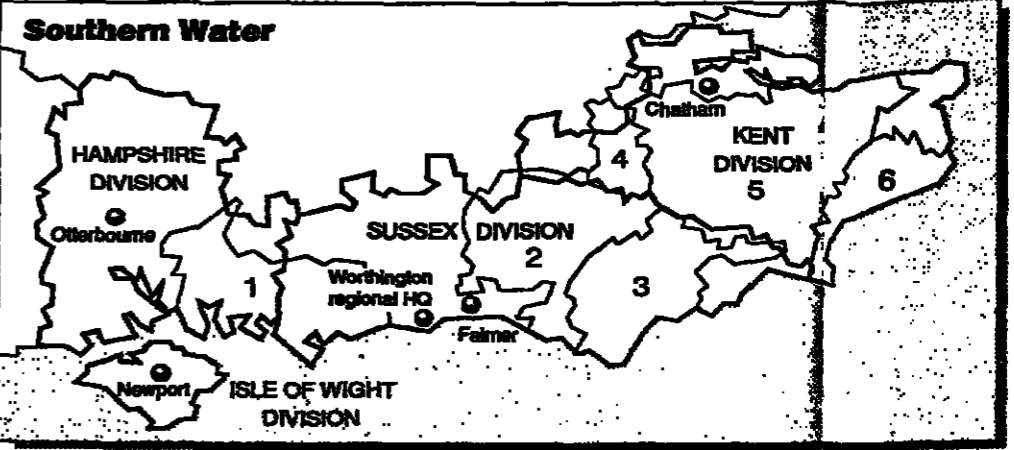 Southern Water
Chatham
HAMPSHIRE
DIVISION
KENT
DIVISION
5
4
6
Otterbourne
SUSSEX DIVISION
2
1
Worthington
regional HQ
3
Falmer
Newport
ISLE OF WIGHT
DIVISION